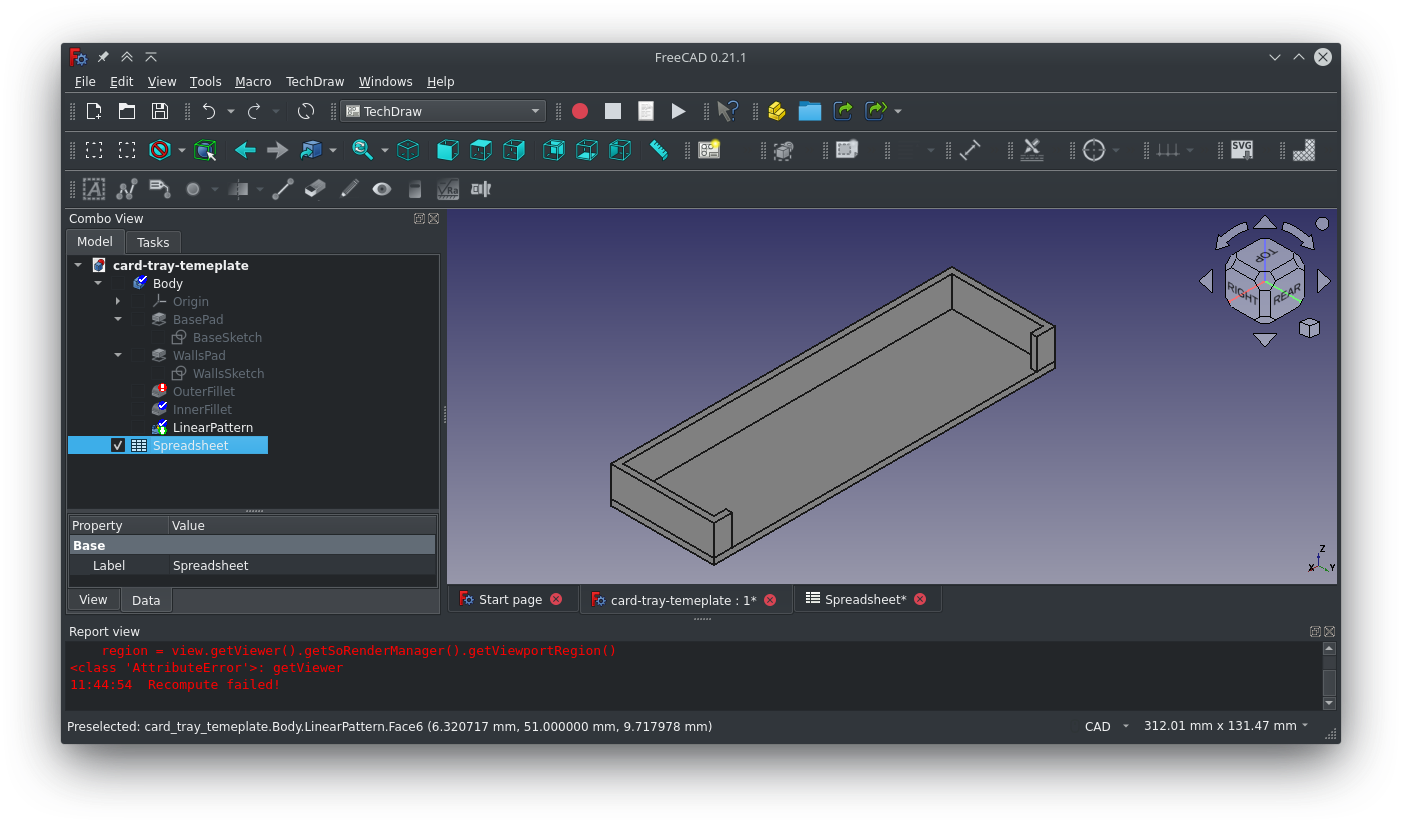 FreeCAD 0.21.1
File Edit View Tools Macro TechDraw Windows Help
TechDraw
SVG
A √Ra
Combo View
Model Tasks
card-tray-temeplate
Body
Origin
BasePad
BaseSketch
WallsPad
WallsSketch
OuterFillet
InnerFillet
LinearPattern
Spreadsheet
Property Value
Base
Label Spreadsheet
View Data
TOP
RIGHT REAR
Z
X Y
Start page card-tray-temeplate : 1* Spreadsheet*
Report view
region = view.getViewer().getSoRenderManager().getViewportRegion()
<class 'AttributeError'>: getViewer
11:44:54 Recompute failed!
Preselected: card_tray_temeplate.Body.LinearPattern.Face6 (6.320717 mm, 51.000000 mm, 9.717978 mm)
CAD 312.01 mm x 131.47 mm